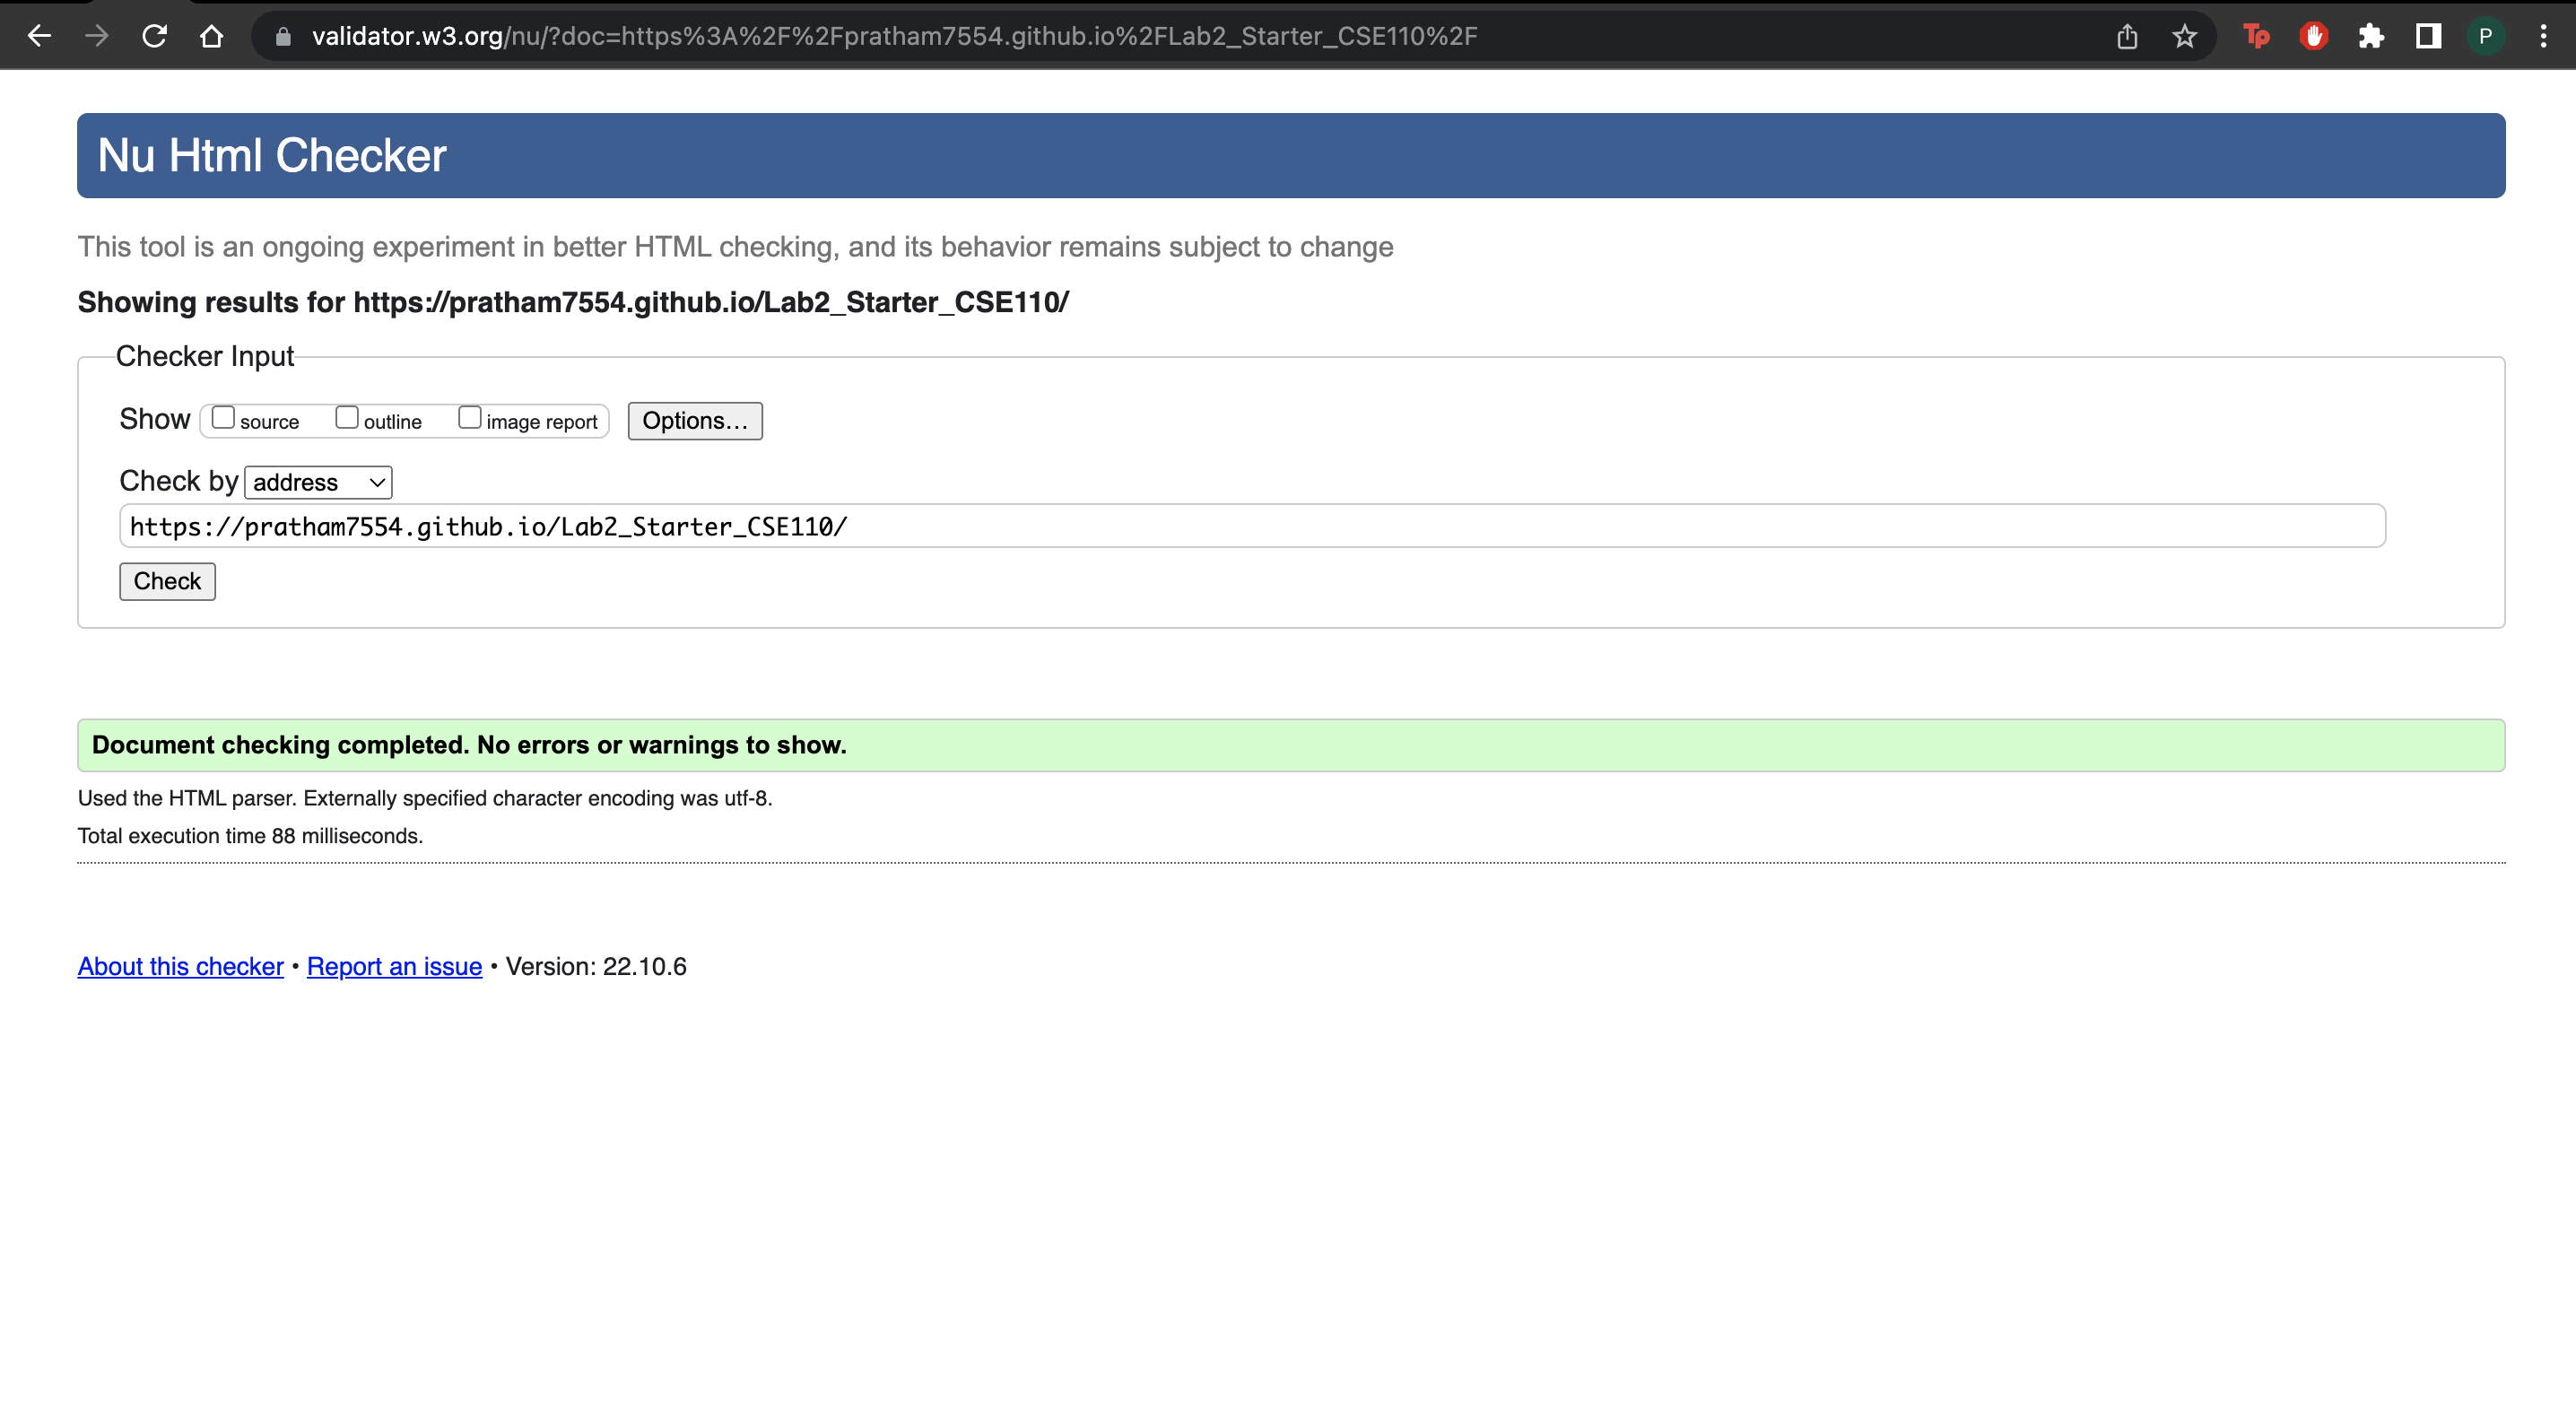 validator.w3.org/nu/?doc=https%3A%2F%2Fpratham7554.github.io%2FLab2_Starter_CSE110%2F
Tp
P
Nu Html Checker
This tool is an ongoing experiment in better HTML checking, and its behavior remains subject to change
Showing results for https://pratham7554.github.io/Lab2_Starter_CSE110/
Checker Input
Show source outline image report Options...
Check by address
https://pratham7554.github.io/Lab2_Starter_CSE110/
Check
Document checking completed. No errors or warnings to show.
Used the HTML parser. Externally specified character encoding was utf-8.
Total execution time 88 milliseconds.
About this checker • Report an issue • Version: 22.10.6